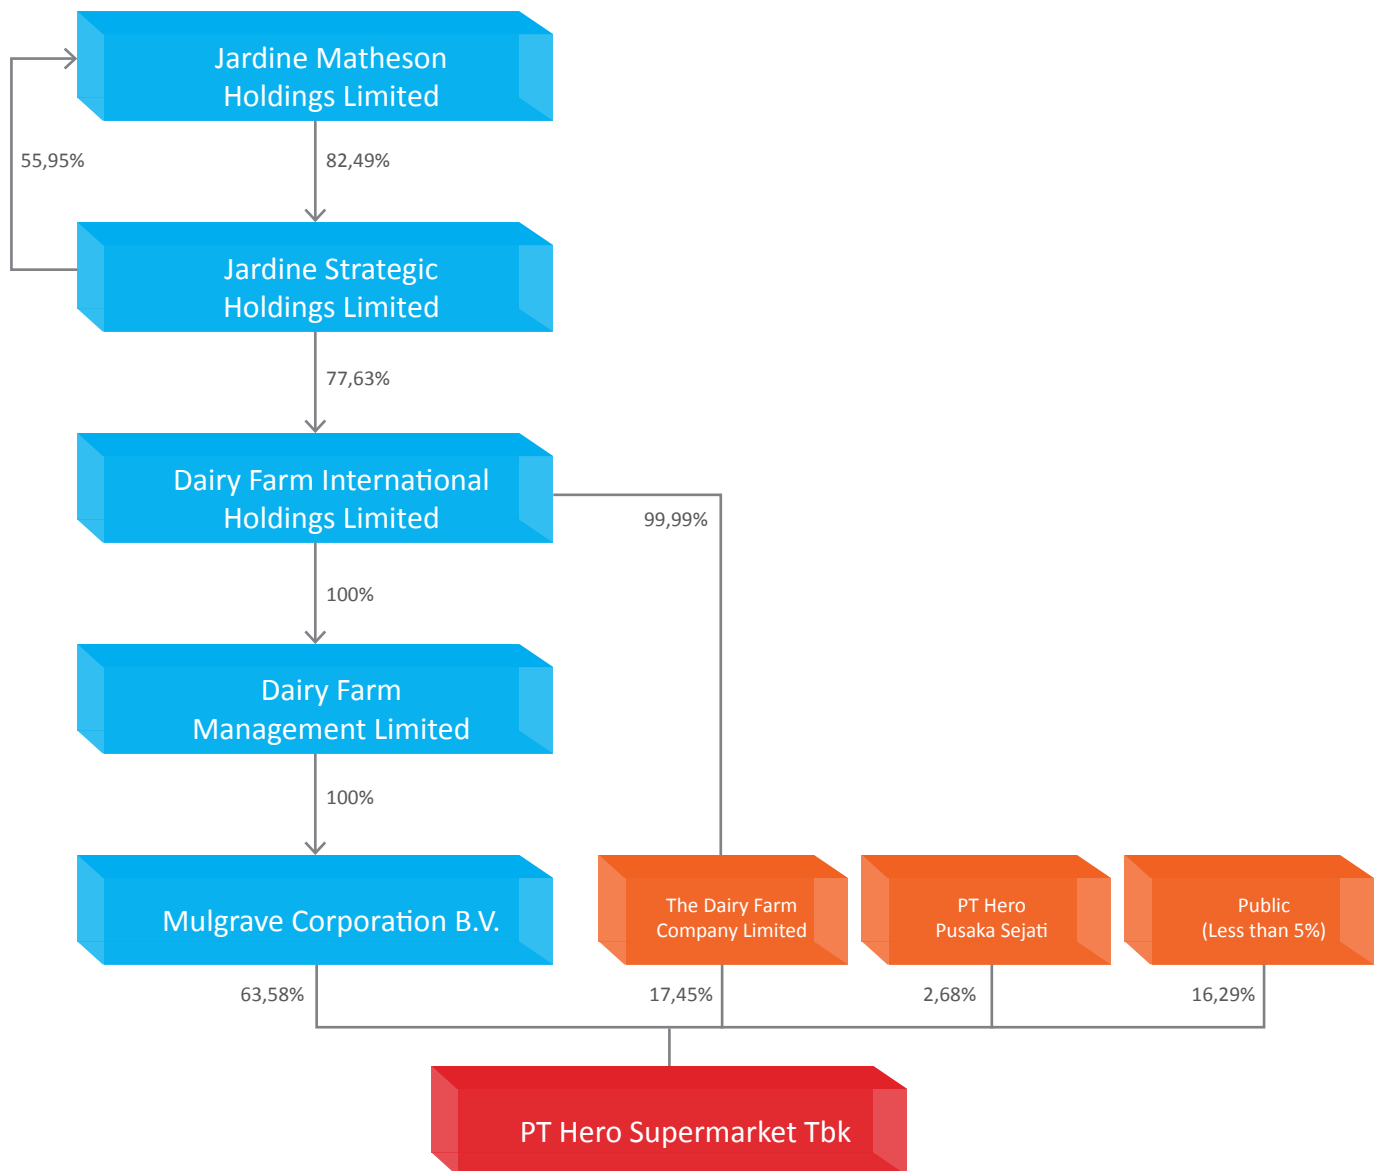 Jardine Matheson
Holdings Limited
55,95%
82,49%
Jardine Strategic
Holdings Limited
77,63%
Dairy Farm International
Holdings Limited
99,99%
100%
Dairy Farm
Management Limited
100%
Mulgrave Corporation B.V.
The Dairy Farm
Company Limited
PT Hero
Pusaka Sejati
Public
(Less than 5%)
63,58%
17,45%
2,68%
16,29%
PT Hero Supermarket Tbk